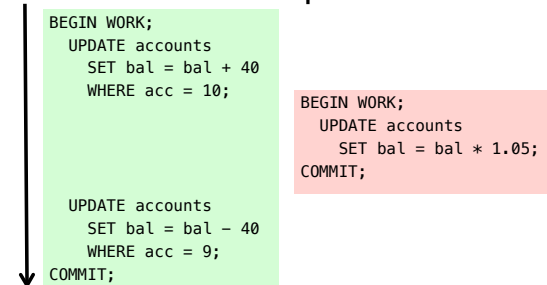 BEGIN WORK;
UPDATE accounts
SET bal = bal + 40
WHERE acc = 10;
BEGIN WORK;
UPDATE accounts
SET bal = bal * 1.05;
COMMIT;
UPDATE accounts
SET bal = bal – 40
WHERE acc = 9;
COMMIT;